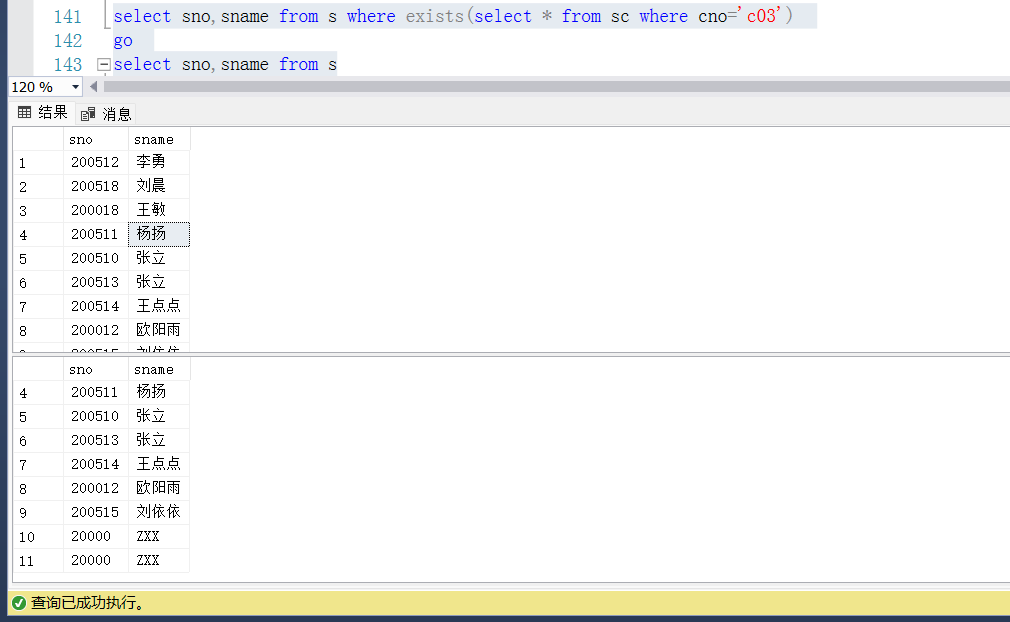 141 select sno,sname from s where exists(select * from sc where cno='c03')
142 go
143 select sno,sname from s
120 %
结果 消息
sno sname
1 200512 李勇
2 200518 刘晨
3 200018 王敏
4 200511 杨扬
5 200510 张立
6 200513 张立
7 200514 王点点
8 200012 欧阳雨
9 200515 刘依依
sno sname
4 200511 杨扬
5 200510 张立
6 200513 张立
7 200514 王点点
8 200012 欧阳雨
9 200515 刘依依
10 20000 ZXX
11 20000 ZXX
查询已成功执行。